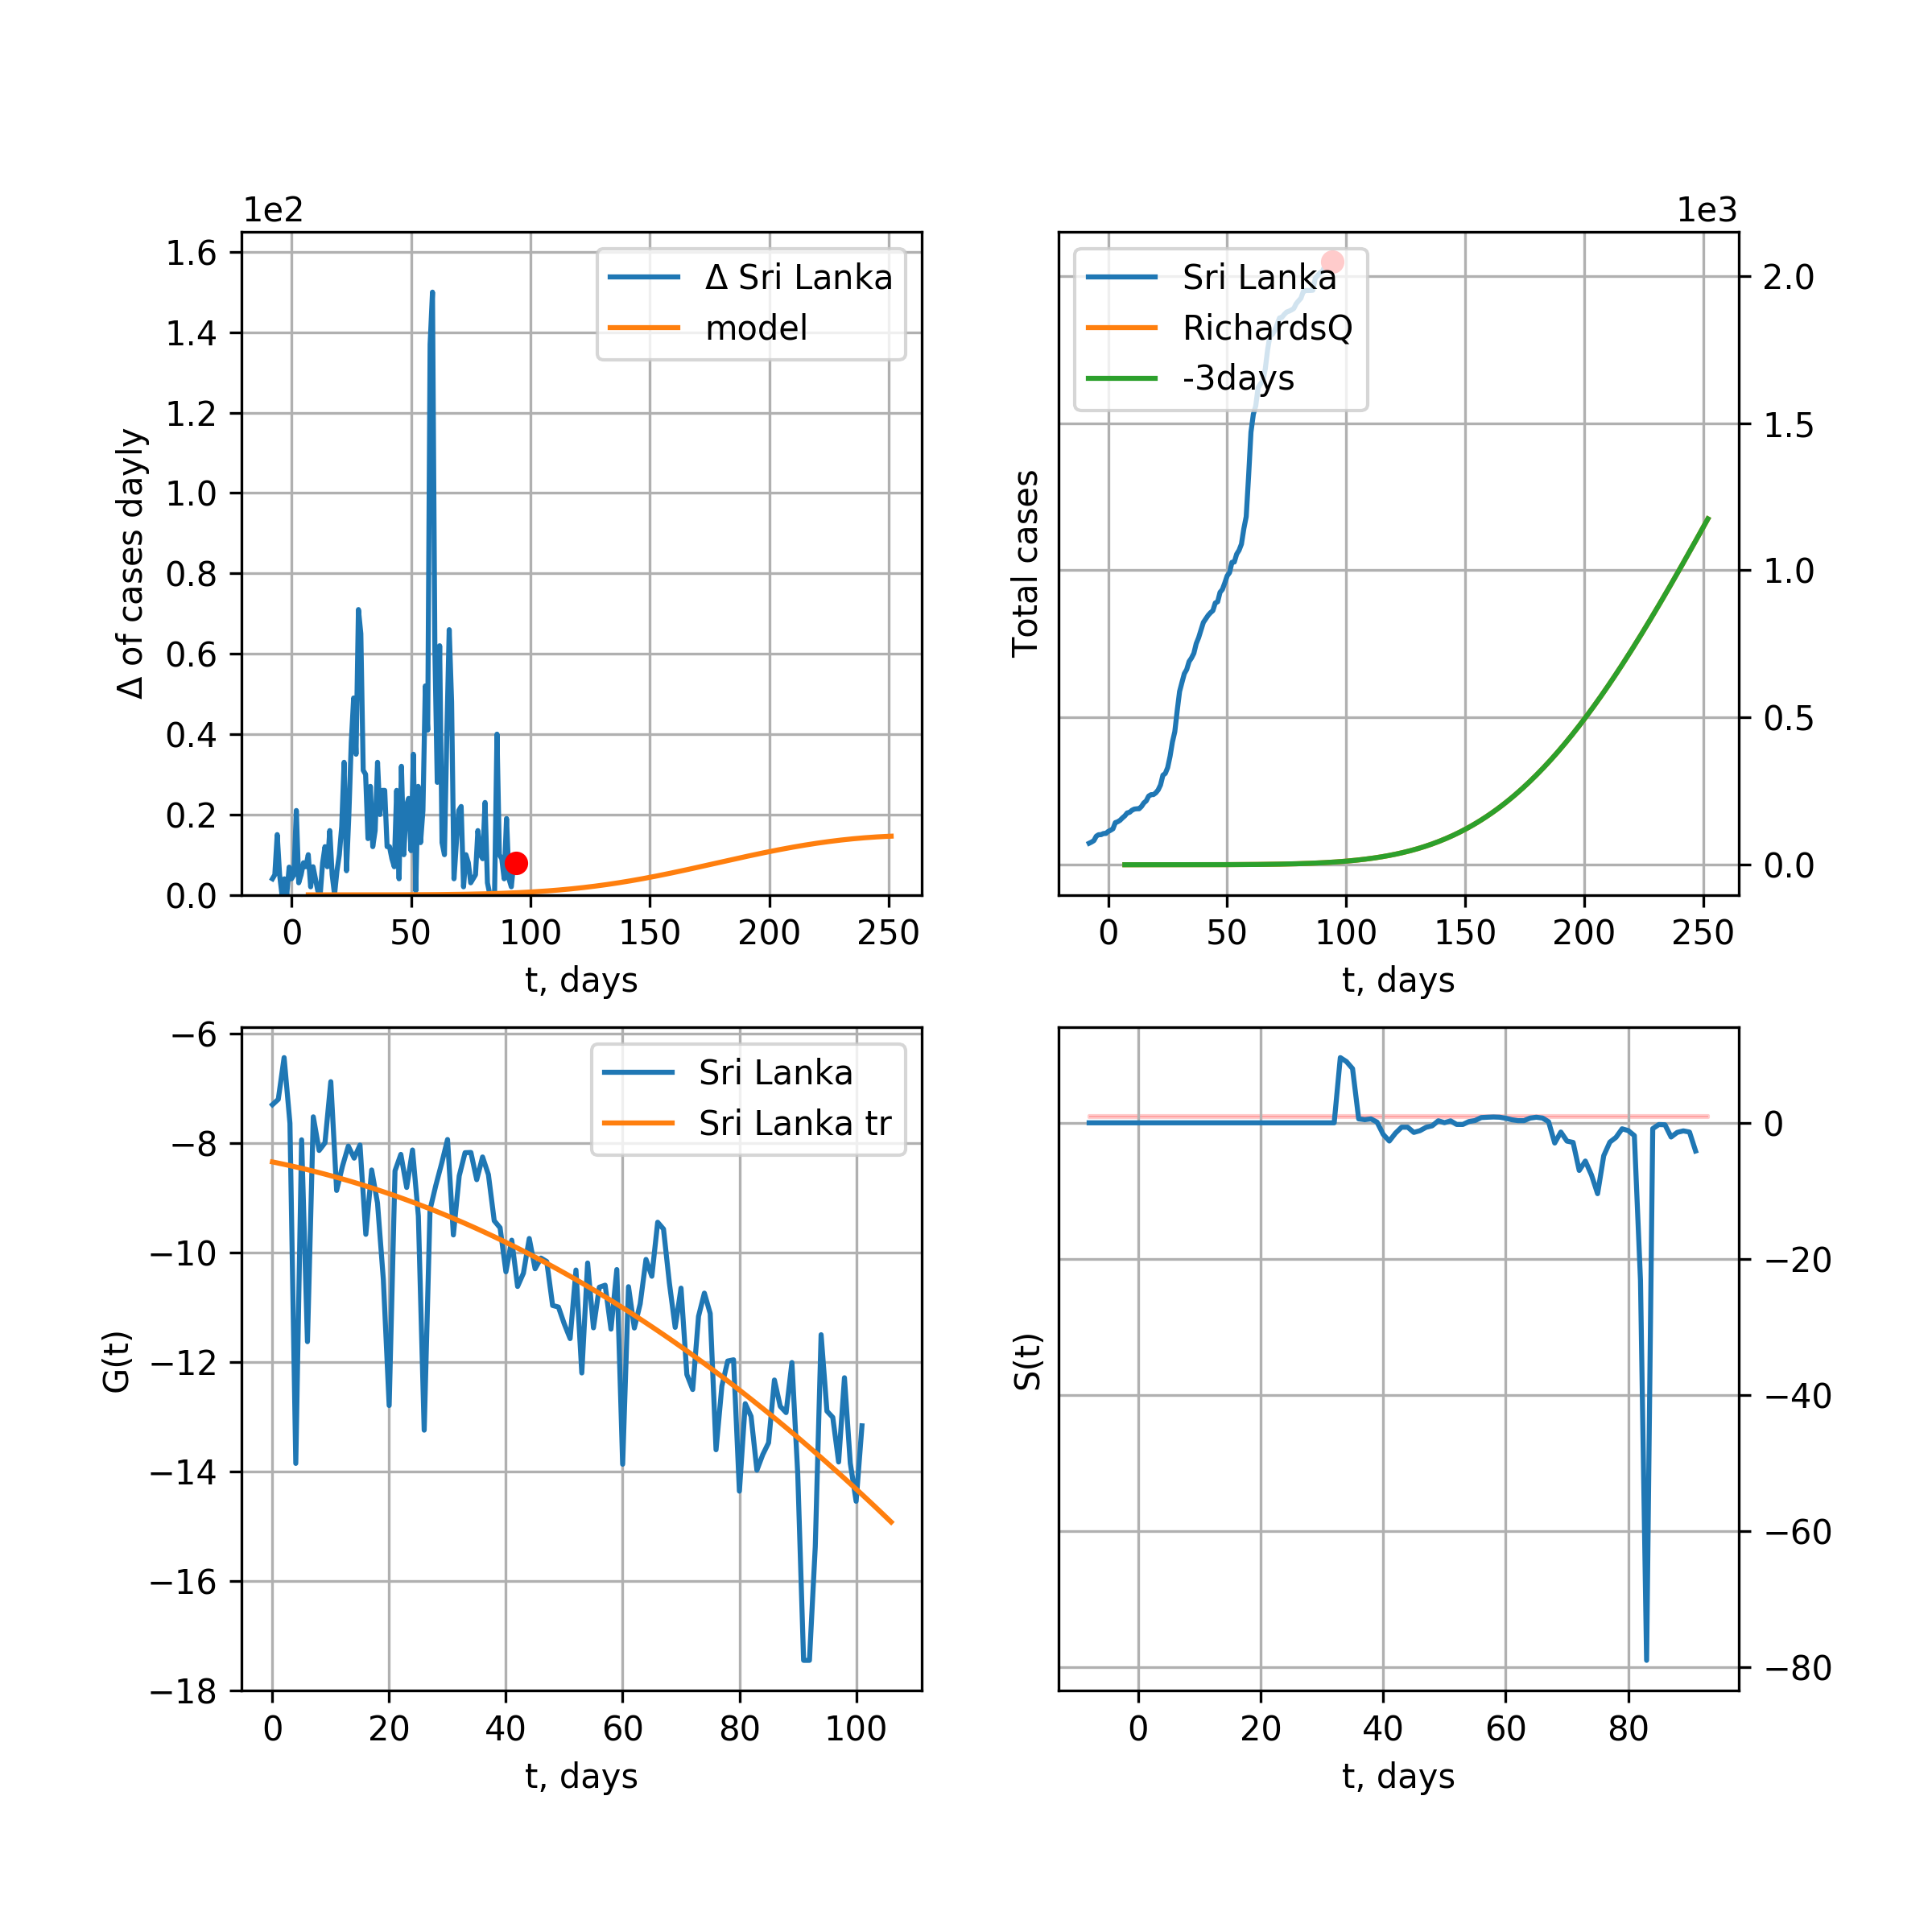 1e2
1.6
1.4
1.2
1.0
0.8
0.6
0.4
0.2
0.0
Δ of cases dayly
Δ Sri Lanka
model
0 50 100 150 200 250
t, days
1e3
Total cases
Sri Lanka
RichardsQ
-3days
2.0
1.5
1.0
0.5
0.0
0 50 100 150 200 250
t, days
−6
−8
−10
−12
−14
−16
−18
G(t)
Sri Lanka
Sri Lanka tr
0 20 40 60 80 100
t, days
S(t)
0
−20
−40
−60
−80
0 20 40 60 80
t, days